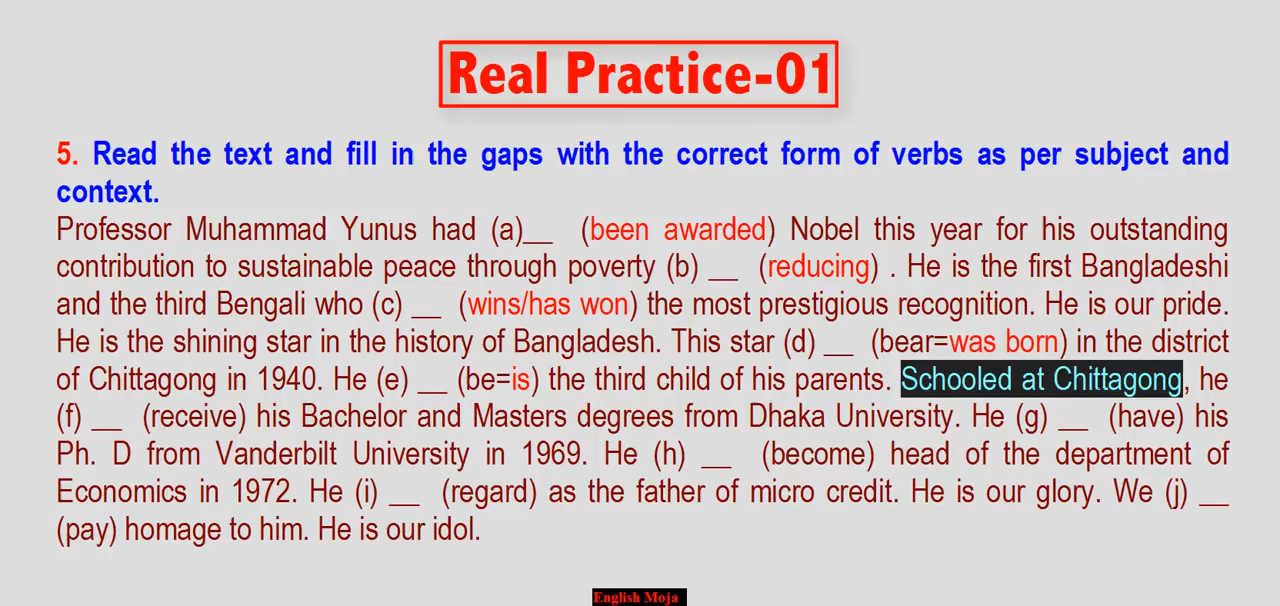 Real Practice-01
5. Read the text and fill in the gaps with the correct form of verbs as per subject and
context.
Professor Muhammad Yunus had (a)__ (been awarded) Nobel this year for his outstanding
contribution to sustainable peace through poverty (b) __ (reducing) . He is the first Bangladeshi
and the third Bengali who (c) __ (wins/has won) the most prestigious recognition. He is our pride.
He is the shining star in the history of Bangladesh. This star (d) __ (bear=was born) in the district
of Chittagong in 1940. He (e) __ (be=is) the third child of his parents. Schooled at Chittagong, he
(f) __ (receive) his Bachelor and Masters degrees from Dhaka University. He (g) __ (have) his
Ph. D from Vanderbilt University in 1969. He (h) __ (become) head of the department of
Economics in 1972. He (i) __ (regard) as the father of micro credit. He is our glory. We (j) __
(pay) homage to him. He is our idol.
English Moja